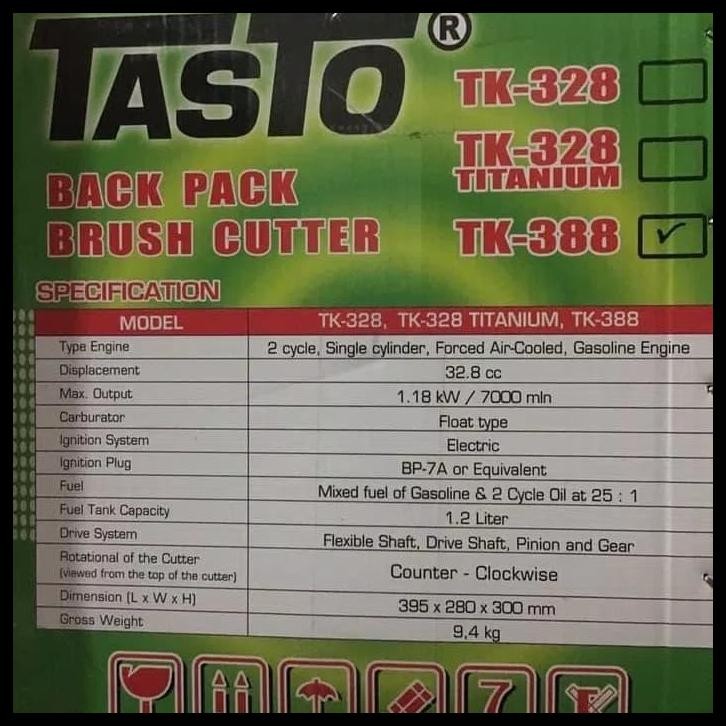 TASTO ®
BACK PACK
BRUSH CUTTER
TK-328
TK-328
TITANIUM
TK-388 ✓
SPECIFICATION
MODEL TK-328, TK-328 TITANIUM, TK-388
Type Engine 2 cycle, Single cylinder, Forced Air-Cooled, Gasoline Engine
Displacement 32.8 cc
Max. Output 1.18 kW / 7000 mln
Carburator Float type
Ignition System Electric
Ignition Plug BP-7A or Equivalent
Fuel Mixed fuel of Gasoline & 2 Cycle Oil at 25 : 1
Fuel Tank Capacity 1.2 Liter
Drive System Flexible Shaft, Drive Shaft, Pinion and Gear
Rotational of the Cutter Counter - Clockwise
(viewed from the top of the cutter)
Dimension (L x W x H) 395 x 280 x 300 mm
Gross Weight 9,4 kg
7